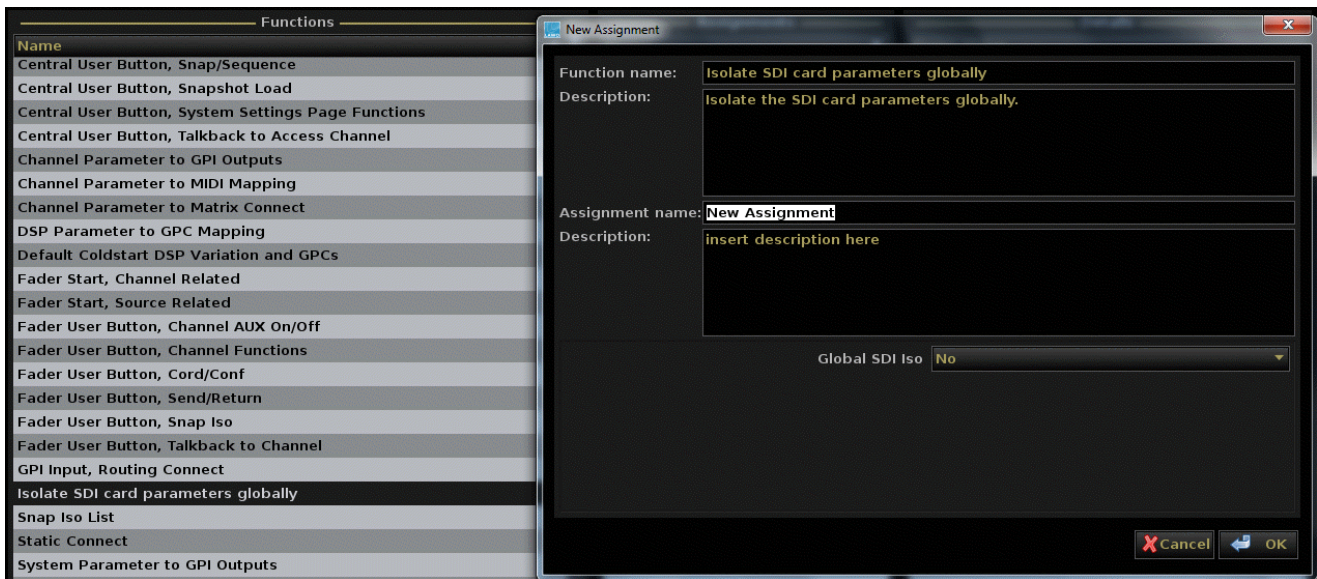 Functions
Name
Central User Button, Snap/Sequence
Central User Button, Snapshot Load
Central User Button, System Settings Page Functions
Central User Button, Talkback to Access Channel
Channel Parameter to GPI Outputs
Channel Parameter to MIDI Mapping
Channel Parameter to Matrix Connect
DSP Parameter to GPC Mapping
Default Coldstart DSP Variation and GPCs
Fader Start, Channel Related
Fader Start, Source Related
Fader User Button, Channel AUX On/Off
Fader User Button, Channel Functions
Fader User Button, Cord/Conf
Fader User Button, Send/Return
Fader User Button, Snap Iso
Fader User Button, Talkback to Channel
GPI Input, Routing Connect
Isolate SDI card parameters globally
Snap Iso List
Static Connect
System Parameter to GPI Outputs
New Assignment
Function name: Isolate SDI card parameters globally
Description: Isolate the SDI card parameters globally.
Assignment name: New Assignment
Description: insert description here
Global SDI Iso No
Cancel OK